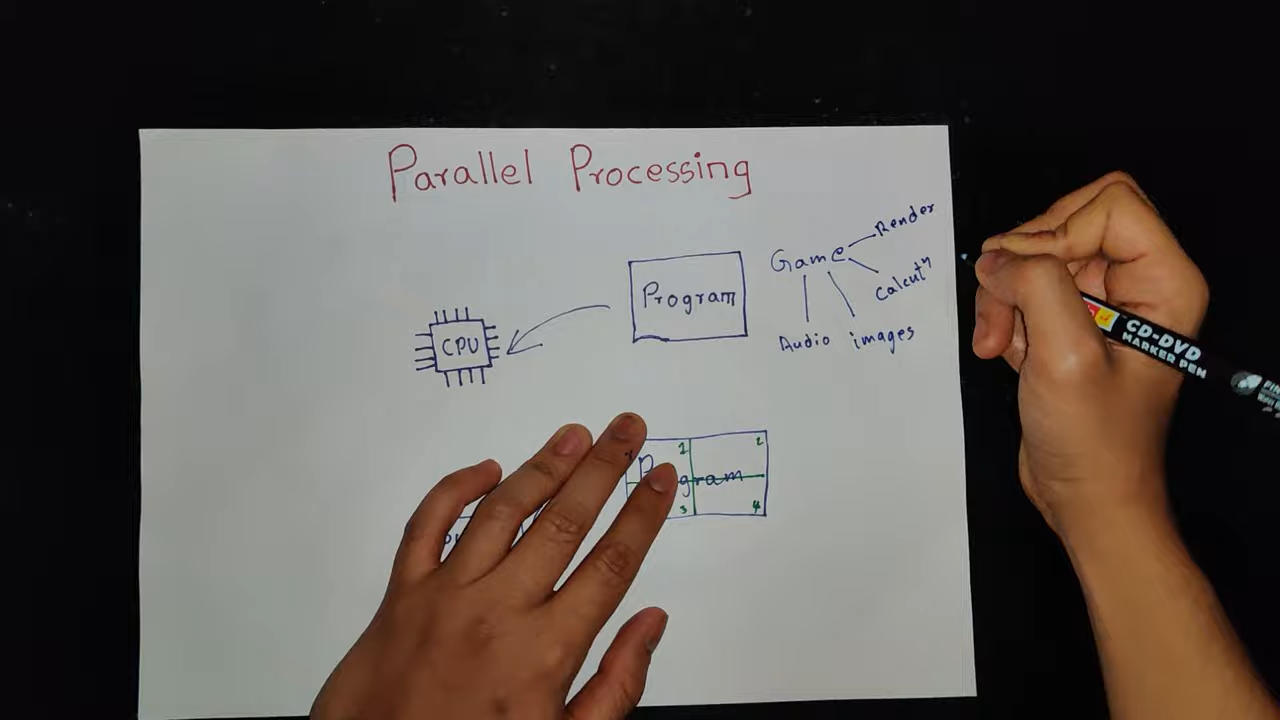 Parallel Processing
Render
Game
Calcutⁿ
Program
Audio images
CPU
1 2
Program
3 4
CD-DVD
MARKER PEN